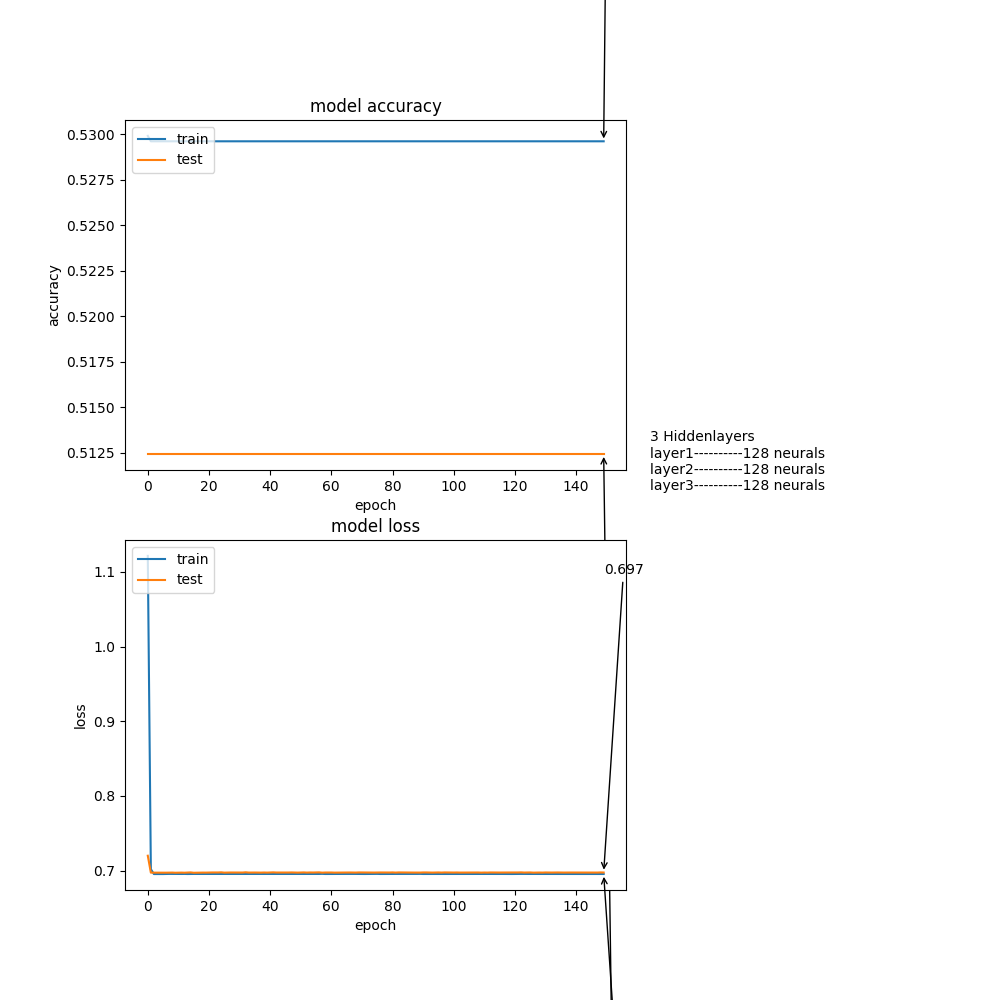 model accuracy
train
test
0.5300
0.5275
0.5250
0.5225
0.5200
0.5175
0.5150
0.5125
accuracy
0 20 40 60 80 100 120 140
epoch
3 Hiddenlayers
layer1----------128 neurals
layer2----------128 neurals
layer3----------128 neurals
model loss
train
test
0.697
1.1
1.0
0.9
0.8
0.7
loss
0 20 40 60 80 100 120 140
epoch